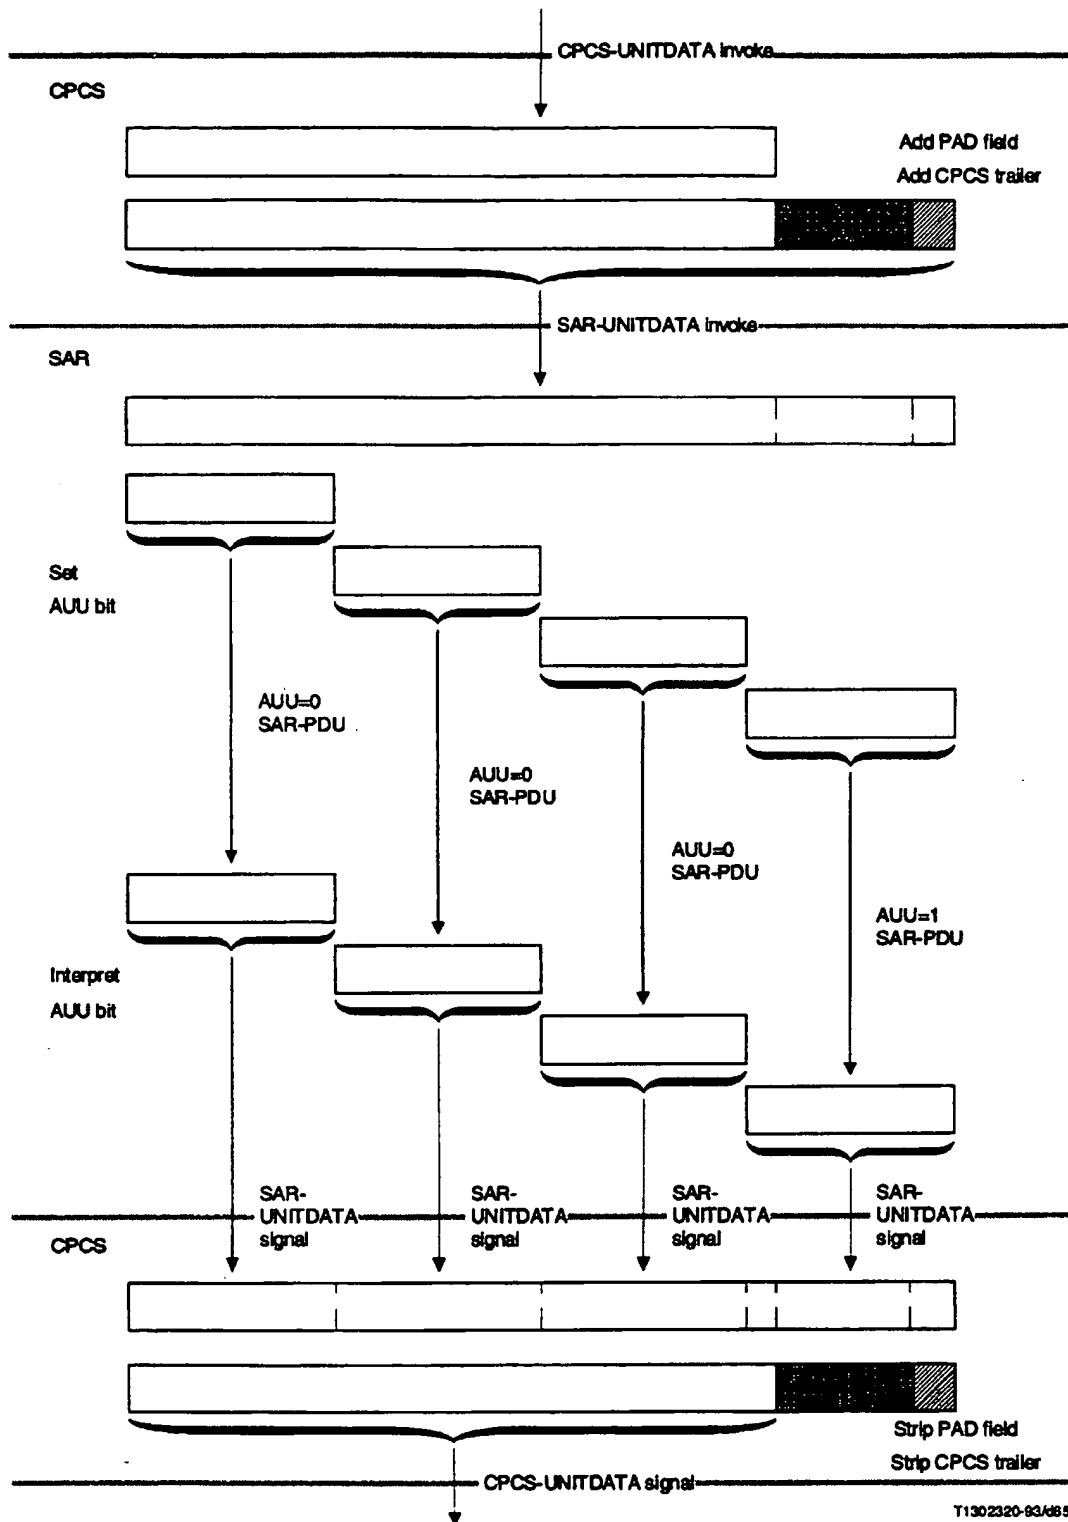 CPCS-UNITDATA invoke
CPCS
Add PAD field
Add CPCS trailer
SAR-UNITDATA invoke
SAR
Set
AUU bit
AUU=0
SAR-PDU
AUU=0
SAR-PDU
AUU=0
SAR-PDU
AUU=1
SAR-PDU
Interpret
AUU bit
SAR-
UNITDATA
signal
SAR-
UNITDATA
signal
SAR-
UNITDATA
signal
SAR-
UNITDATA
signal
CPCS
Strip PAD field
Strip CPCS trailer
CPCS-UNITDATA signal
T1302320-93/d65